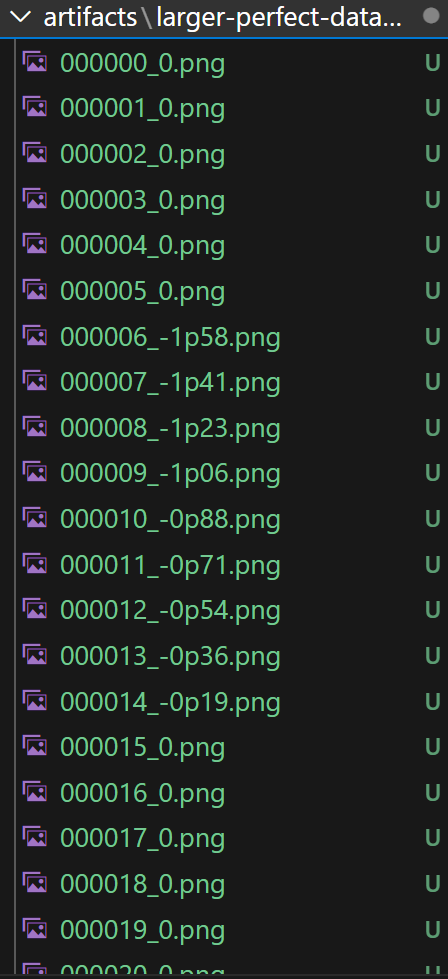 artifacts\larger-perfect-data...
000000_0.png U
000001_0.png U
000002_0.png U
000003_0.png U
000004_0.png U
000005_0.png U
000006_-1p58.png U
000007_-1p41.png U
000008_-1p23.png U
000009_-1p06.png U
000010_-0p88.png U
000011_-0p71.png U
000012_-0p54.png U
000013_-0p36.png U
000014_-0p19.png U
000015_0.png U
000016_0.png U
000017_0.png U
000018_0.png U
000019_0.png U
000020_0.png